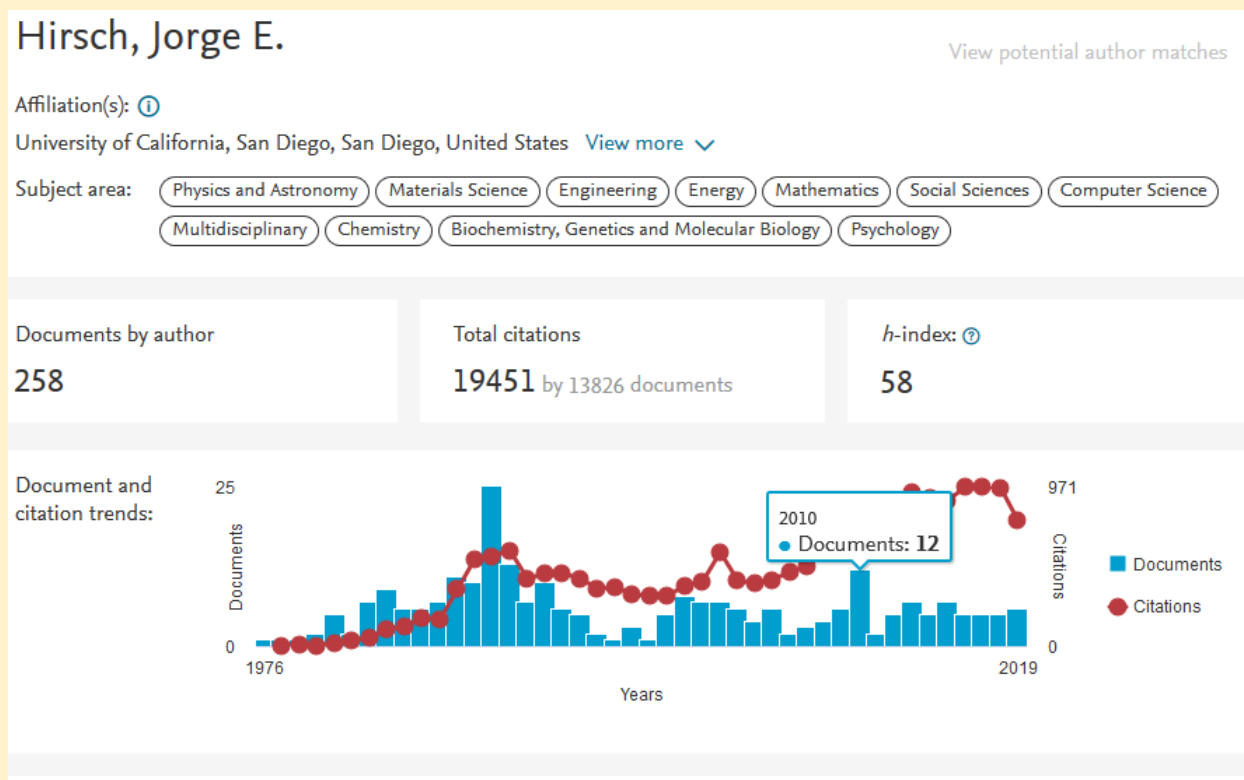 Hirsch, Jorge E.
View potential author matches
Affiliation(s):
University of California, San Diego, San Diego, United States View more
Subject area: Physics and Astronomy Materials Science Engineering Energy Mathematics Social Sciences Computer Science
Multidisciplinary Chemistry Biochemistry, Genetics and Molecular Biology Psychology
Documents by author
258
Total citations
19451 by 13826 documents
h-index: ?
58
Document and
citation trends:
25
Documents
0
1976
2010
Documents: 12
971
Citations
0
2019
Years
Documents
Citations